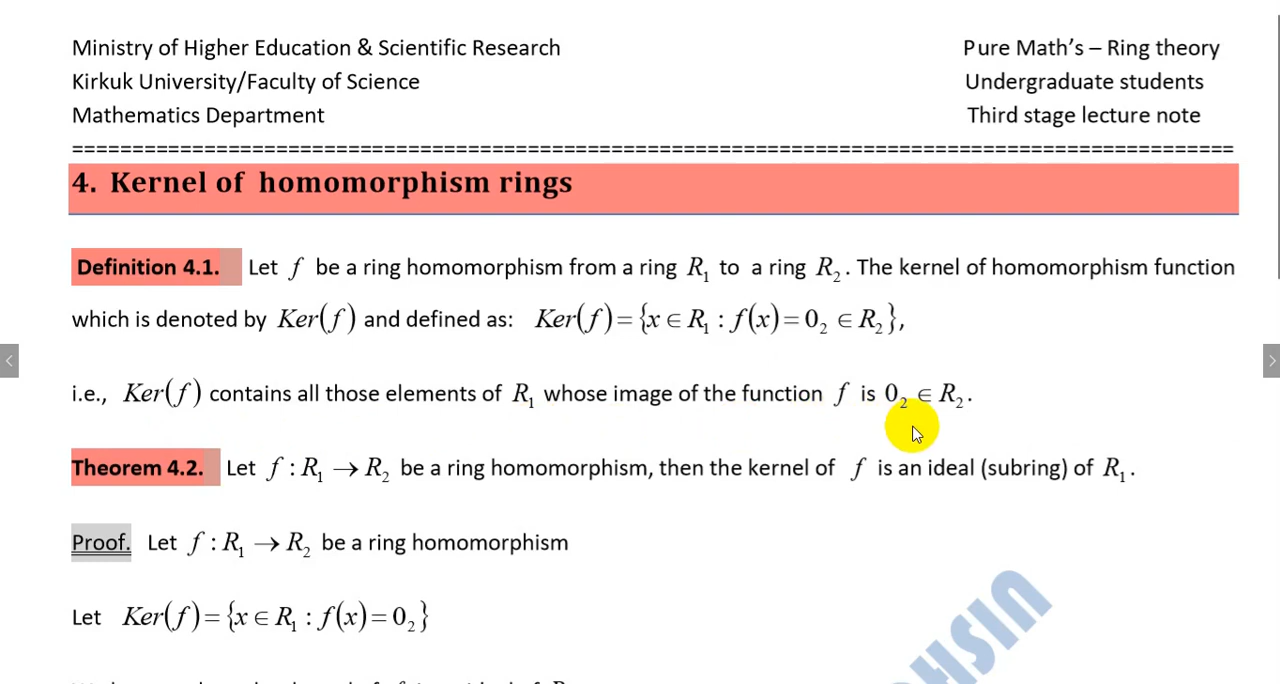 Ministry of Higher Education & Scientific Research
Pure Math's – Ring theory
Kirkuk University/Faculty of Science
Undergraduate students
Mathematics Department
Third stage lecture note
================================================================================================
4. Kernel of homomorphism rings
Definition 4.1. Let f be a ring homomorphism from a ring R₁ to a ring R₂. The kernel of homomorphism function
which is denoted by Ker(f) and defined as: Ker(f) = {x ∈ R₁ : f(x) = 0₂ ∈ R₂},
i.e., Ker(f) contains all those elements of R₁ whose image of the function f is 0₂ ∈ R₂.
Theorem 4.2. Let f : R₁ → R₂ be a ring homomorphism, then the kernel of f is an ideal (subring) of R₁.
Proof. Let f : R₁ → R₂ be a ring homomorphism
Let Ker(f) = {x ∈ R₁ : f(x) = 0₂}